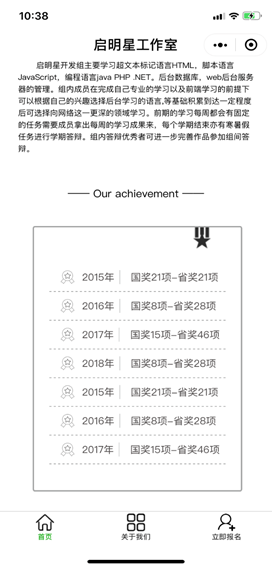 10:38
启明星工作室
启明星开发组主要学习超文本标记语言HTML，脚本语言
JavaScript，编程语言java PHP .NET。后台数据库，web后台服务
器的管理。组内成员在完成自己专业的学习以及前端学习的前提下
可以根据自己的兴趣选择后台学习的语言,等基础积累到达一定程度
后可选择向网络这一更深的领域学习。前期的学习每周都会有固定
的任务需要成员拿出每周的学习成果来，每个学期结束亦有寒暑假
任务进行学期答辩。组内答辩优秀者可进一步完善作品参加组间答
辩。
Our achievement
2015年 国奖21项-省奖21项
2016年 国奖8项-省奖28项
2017年 国奖15项-省奖46项
2018年 国奖8项-省奖28项
2015年 国奖21项-省奖21项
2016年 国奖8项-省奖28项
2017年 国奖15项-省奖46项
首页 关于我们 立即报名